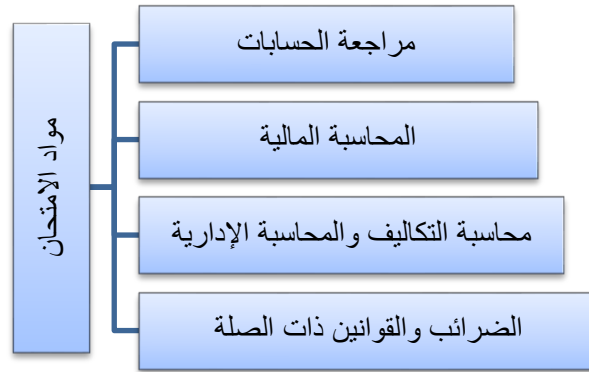 مواد الامتحان
مراجعة الحسابات
المحاسبة المالية
محاسبة التكاليف والمحاسبة الإدارية
الضرائب والقوانين ذات الصلة